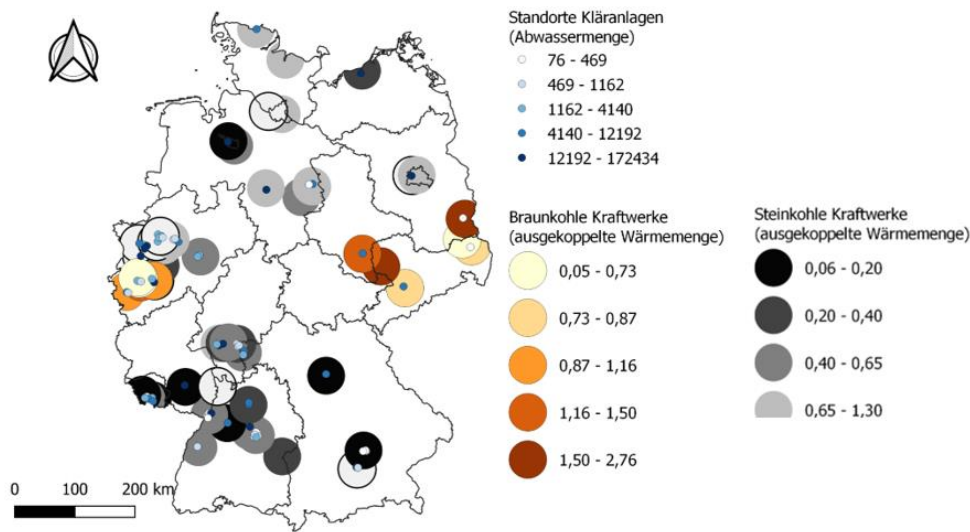 Standorte Kläranlagen
(Abwassermenge)
76 - 469
469 - 1162
1162 - 4140
4140 - 12192
12192 - 172434
Braunkohle Kraftwerke
(ausgekoppelte Wärmemenge)
0,05 - 0,73
0,73 - 0,87
0,87 - 1,16
1,16 - 1,50
1,50 - 2,76
Steinkohle Kraftwerke
(ausgekoppelte Wärmemenge)
0,06 - 0,20
0,20 - 0,40
0,40 - 0,65
0,65 - 1,30
0 100 200 km